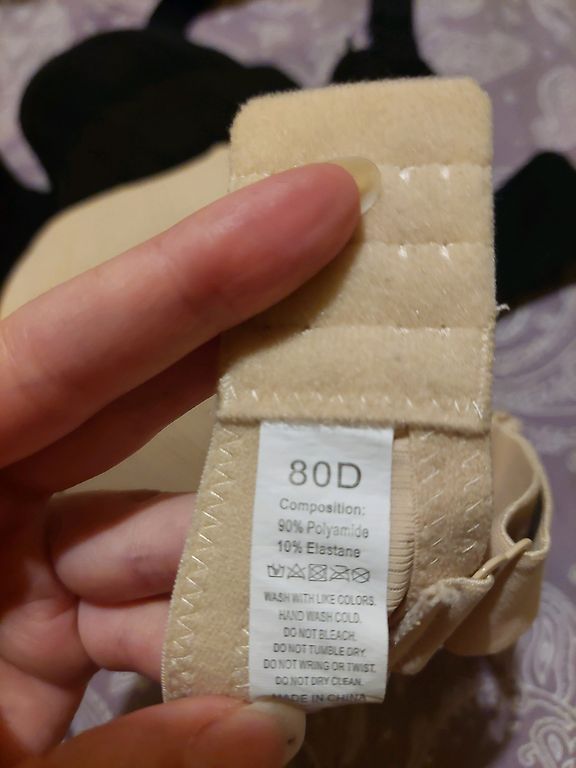 80D
Composition:
90% Polyamide
10% Elastane
WASH WITH LIKE COLORS.
HAND WASH COLD.
DO NOT BLEACH.
DO NOT TUMBLE DRY.
DO NOT WRING OR TWIST.
DO NOT DRY CLEAN.
MADE IN CHINA